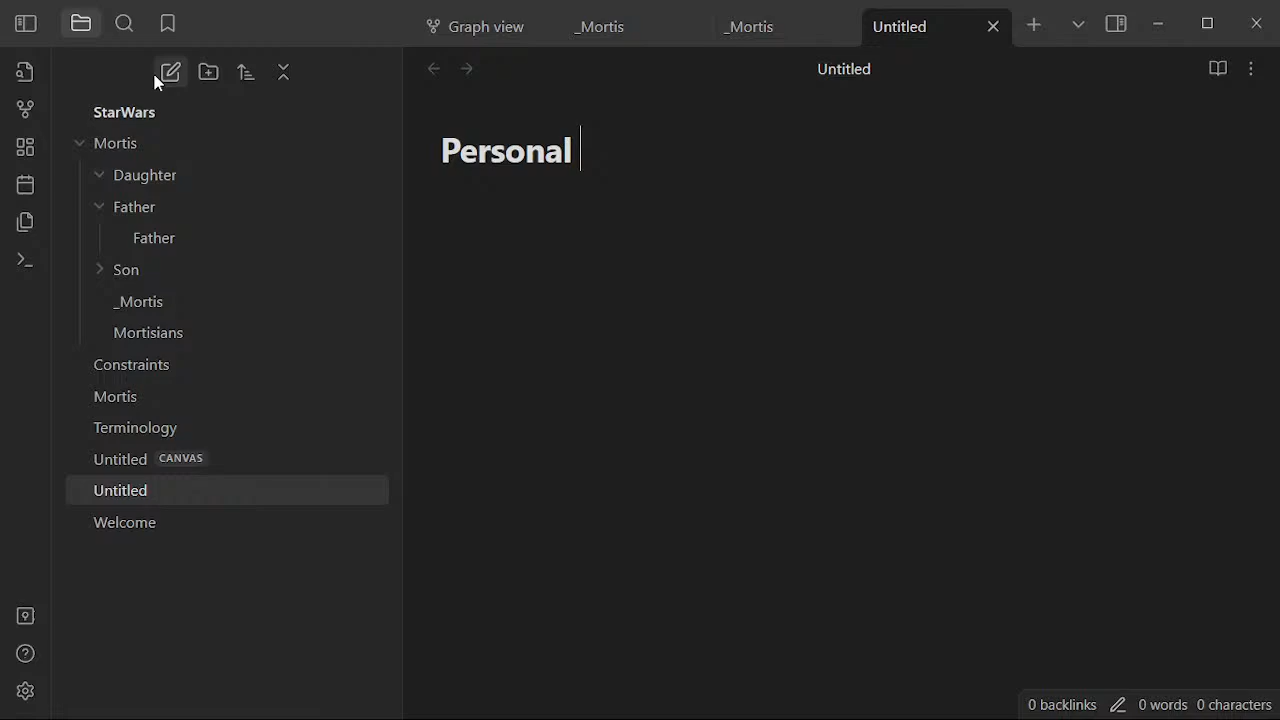 Graph view
_Mortis
_Mortis
Untitled
Untitled
StarWars
Mortis
Daughter
Father
Father
Son
_Mortis
Mortisians
Constraints
Mortis
Terminology
Untitled CANVAS
Untitled
Welcome
Personal
0 backlinks 0 words 0 characters